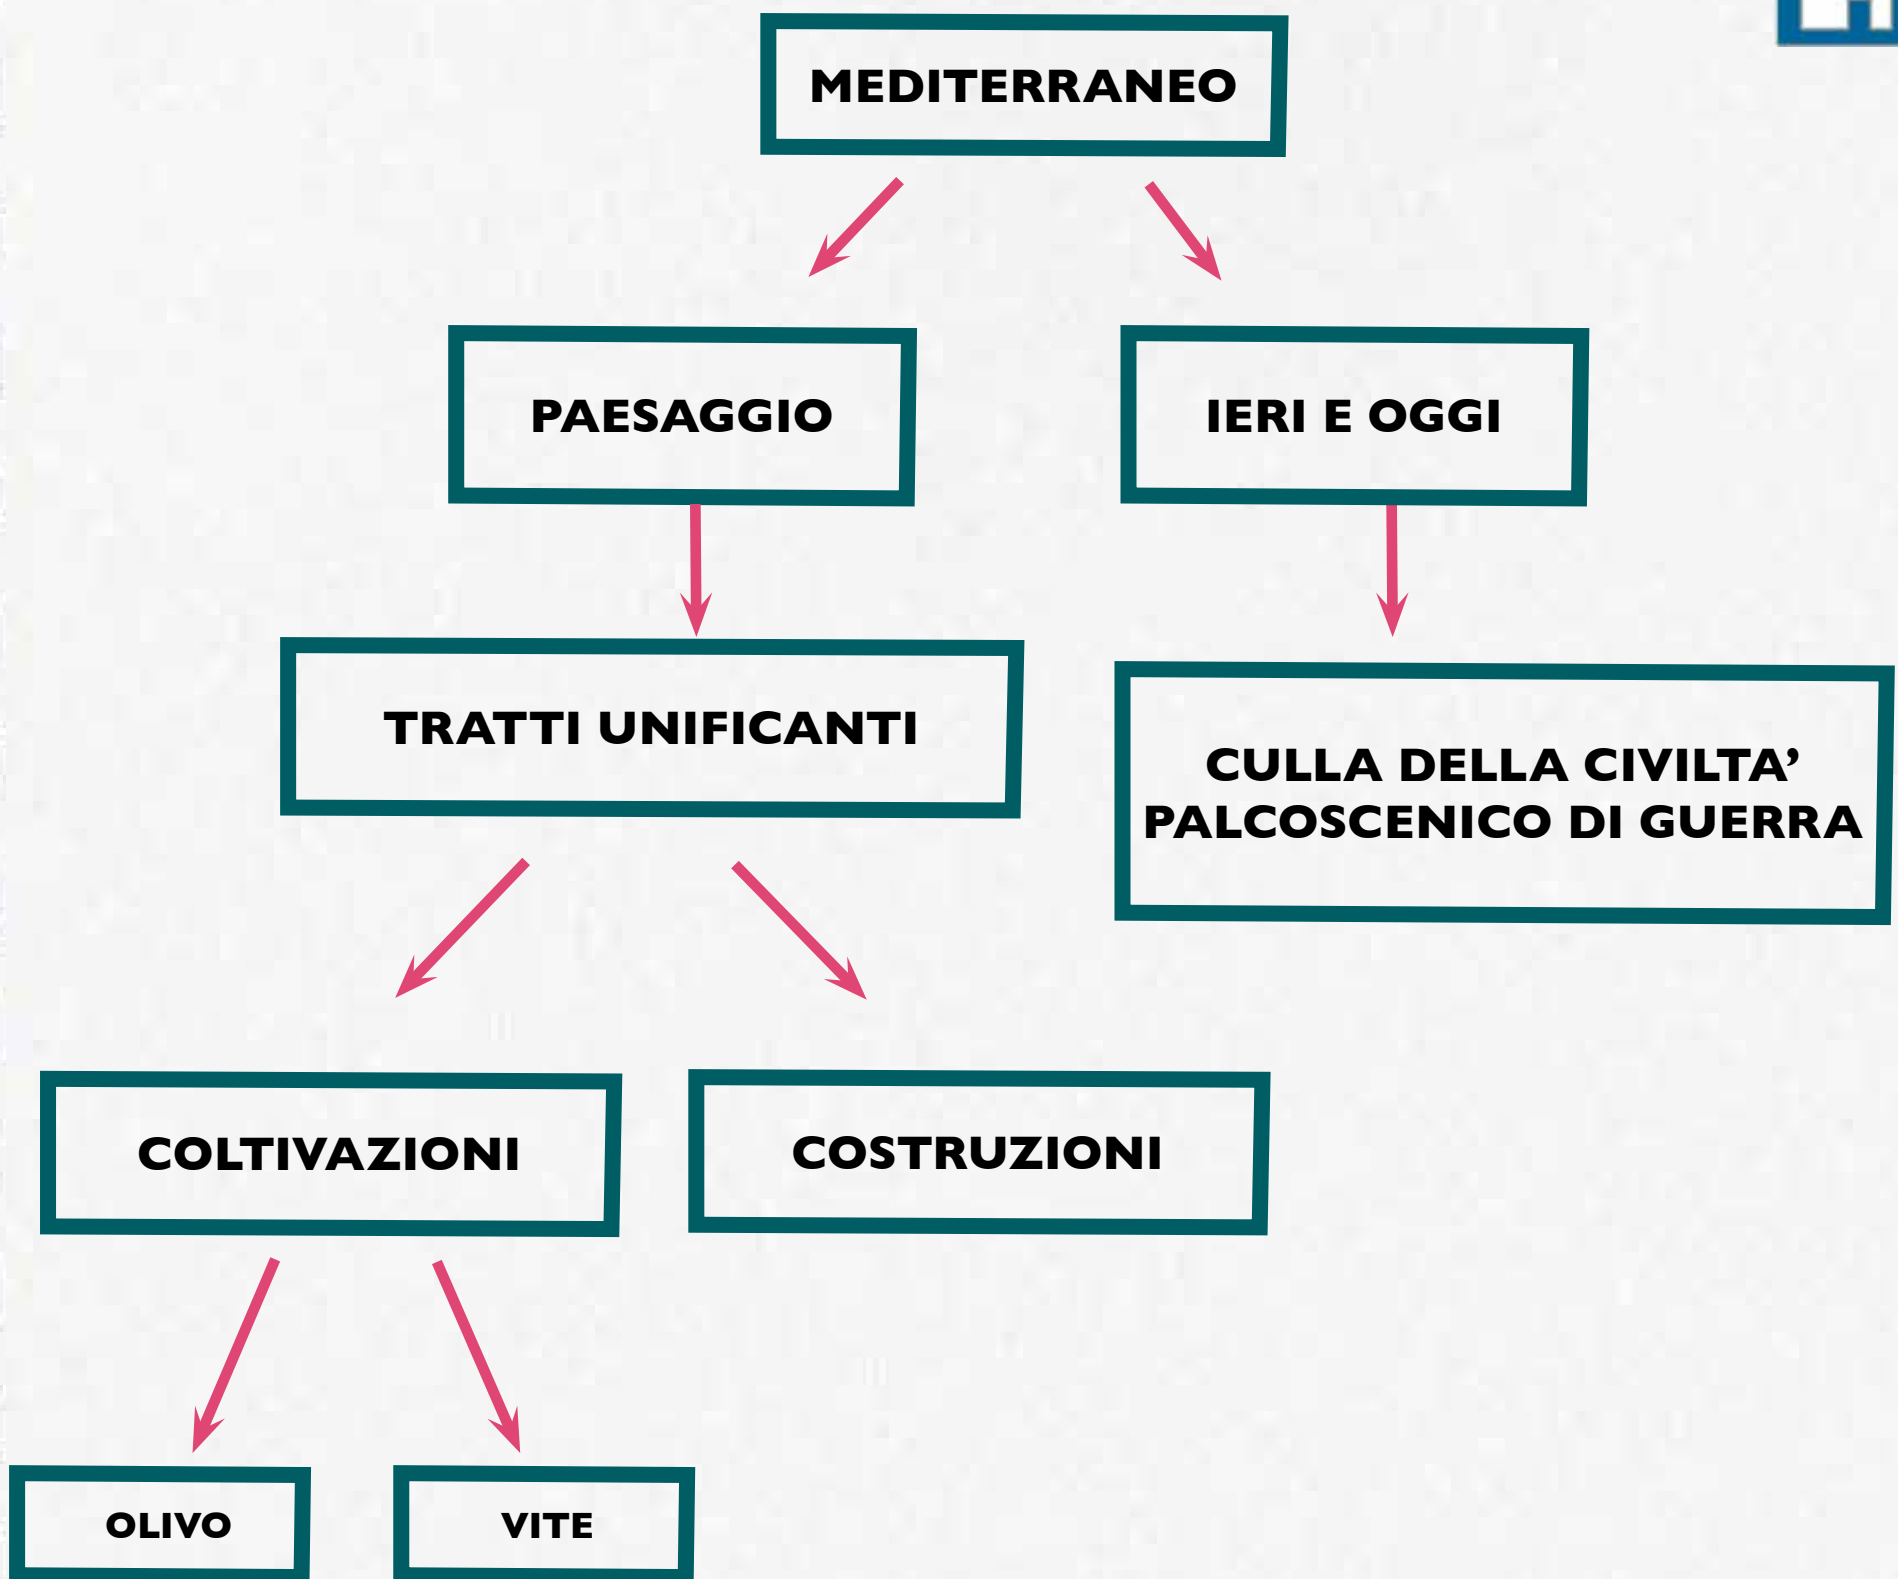 MEDITERRANEO
PAESAGGIO
IERI E OGGI
TRATTI UNIFICANTI
CULLA DELLA CIVILTA’
PALCOSCENICO DI GUERRA
COLTIVAZIONI
COSTRUZIONI
OLIVO
VITE